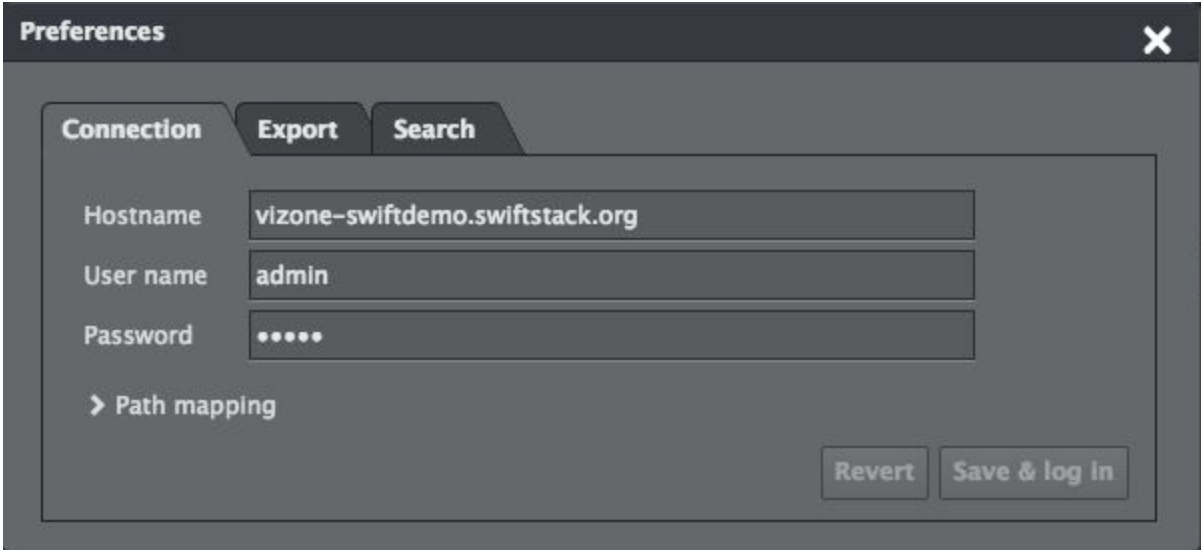 Preferences
Connection Export Search
Hostname vizone-swiftdemo.swiftstack.org
User name admin
Password •••••
Path mapping
Revert Save & log in